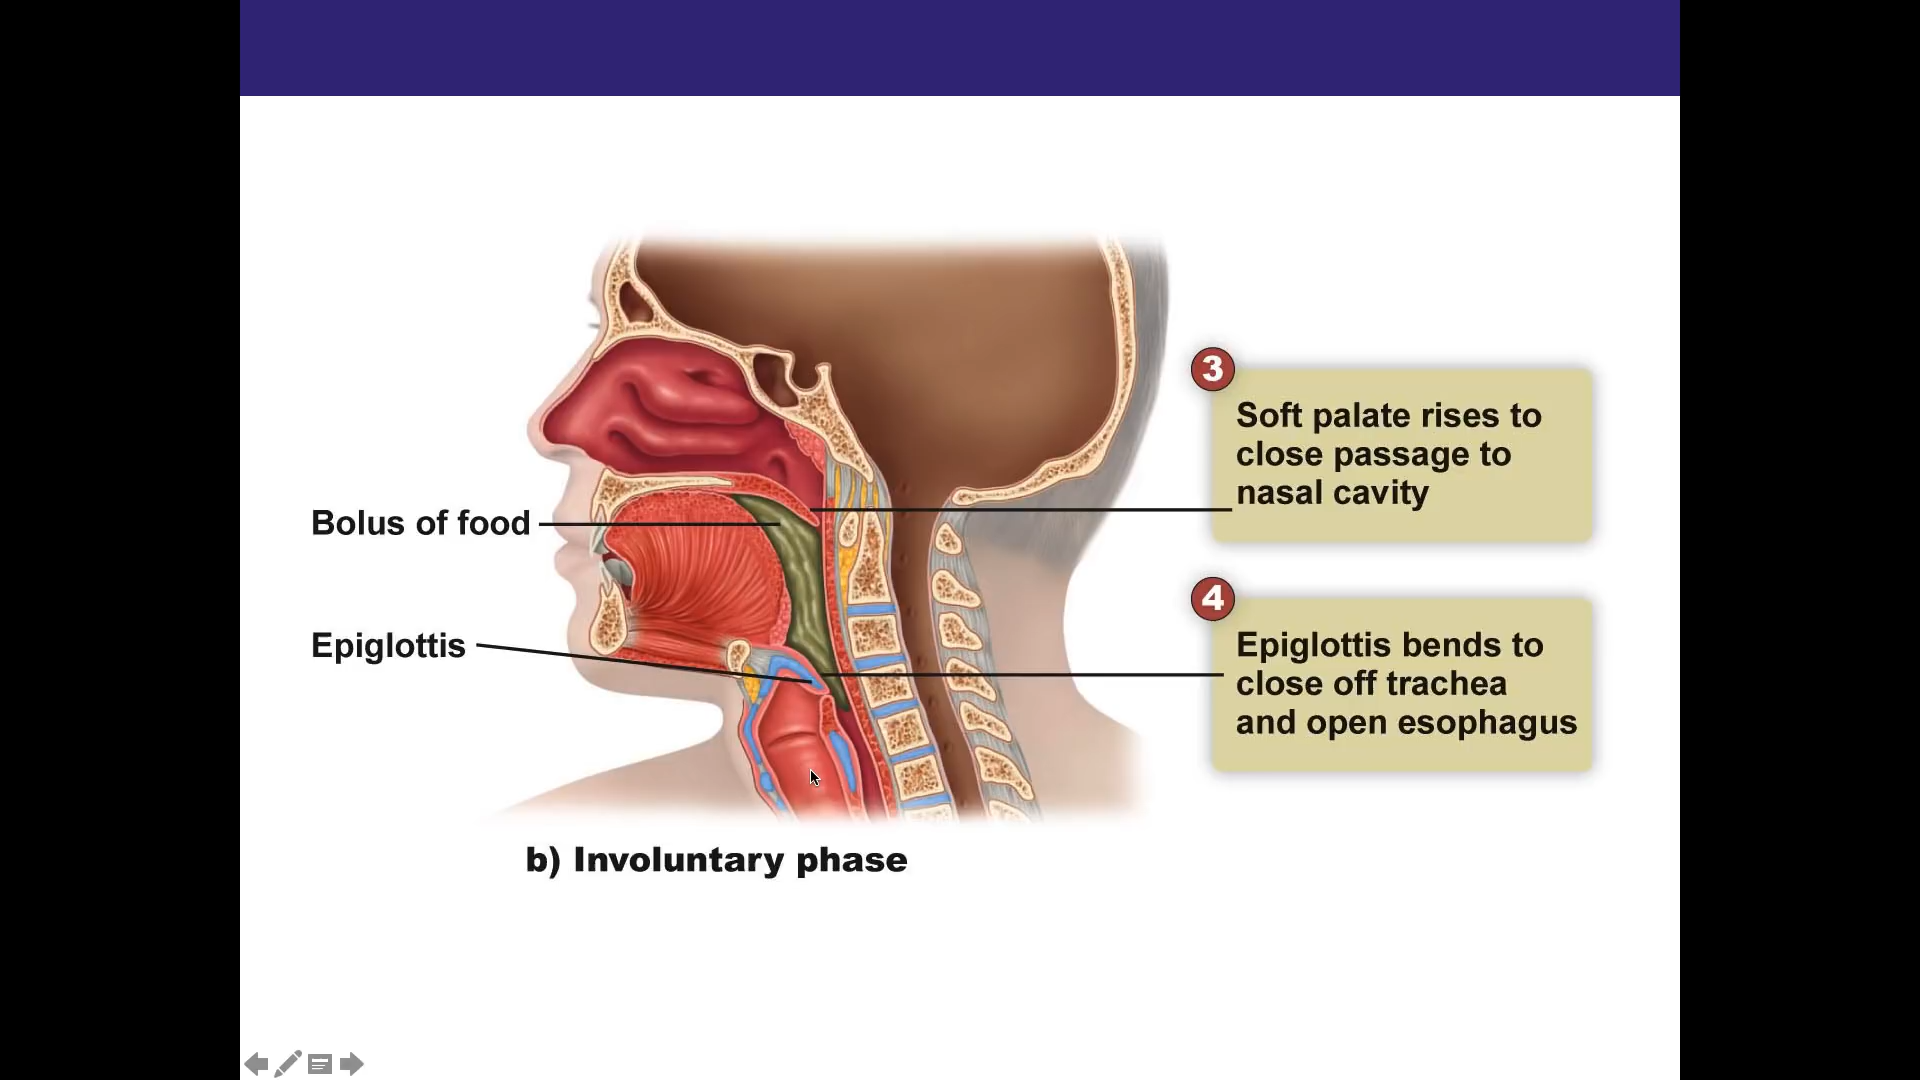 3
Soft palate rises to
close passage to
nasal cavity
Bolus of food
4
Epiglottis bends to
close off trachea
and open esophagus
Epiglottis
b) Involuntary phase